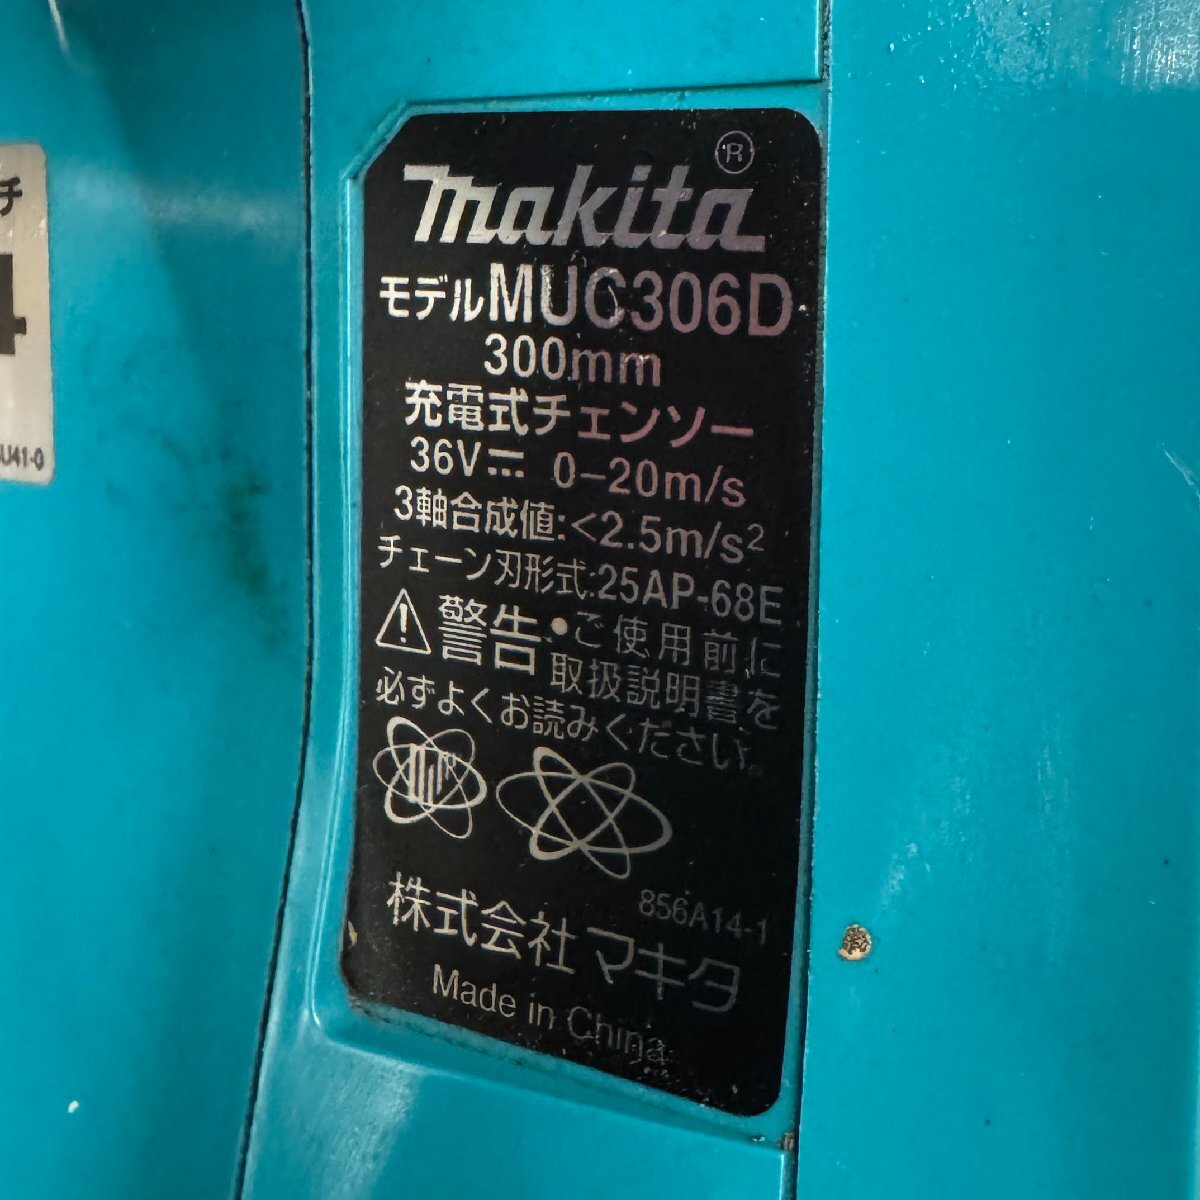 チ
4
U41-0
makita®
モデルMUC306D
300mm
充電式チェンソー
36V⎓ 0-20m/s
3軸合成値:<2.5m/s²
チェーン刃形式:25AP-68E
⚠警告•ご使用前に
取扱説明書を
必ずよくお読みください。
856A14-1
株式会社マキタ
Made in China